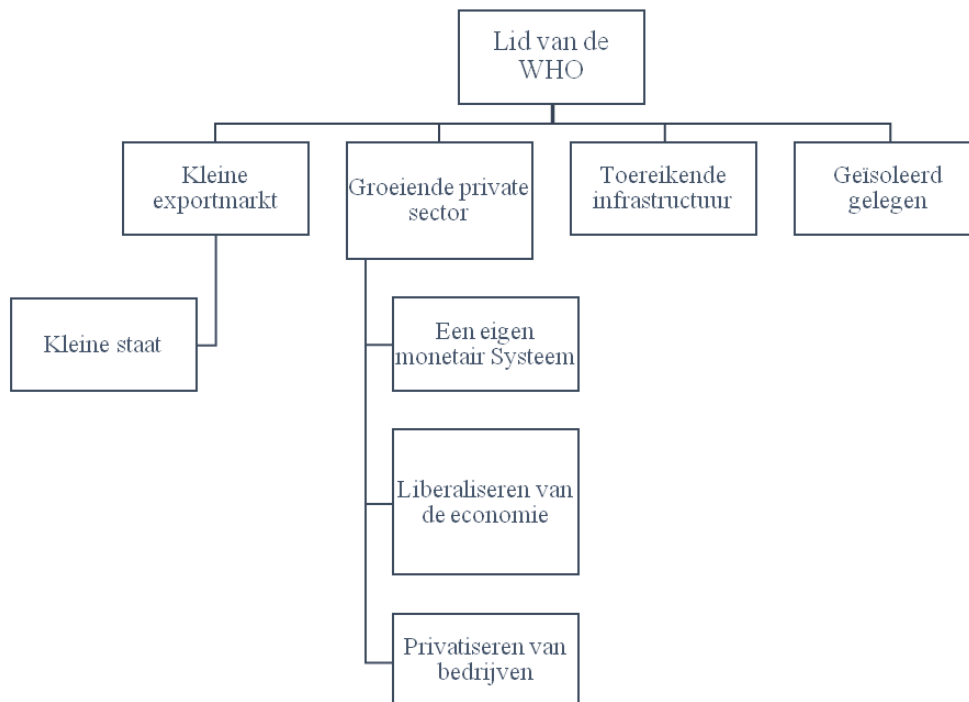 Lid van de
WHO
Kleine
exportmarkt
Groeiende private
sector
Toereikende
infrastructuur
Geïsoleerd
gelegen
Kleine staat
Een eigen
monetair Systeem
Liberaliseren van
de economie
Privatiseren van
bedrijven